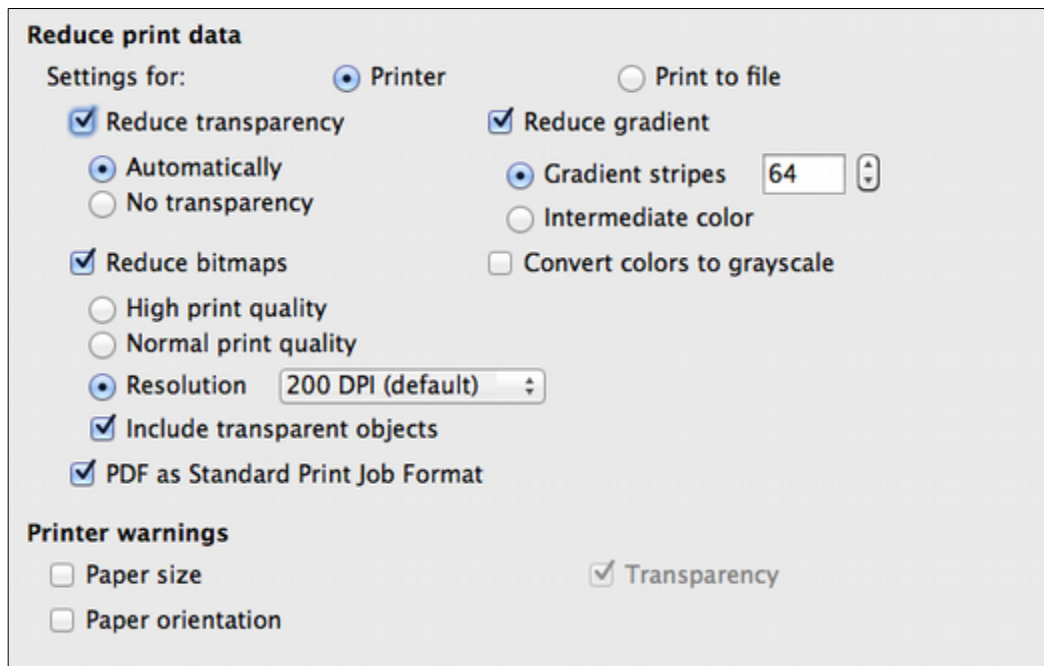 Reduce print data
Settings for: Printer Print to file
Reduce transparency Reduce gradient
Automatically Gradient stripes 64
No transparency Intermediate color
Reduce bitmaps Convert colors to grayscale
High print quality
Normal print quality
Resolution 200 DPI (default)
Include transparent objects
PDF as Standard Print Job Format
Printer warnings
Paper size Transparency
Paper orientation